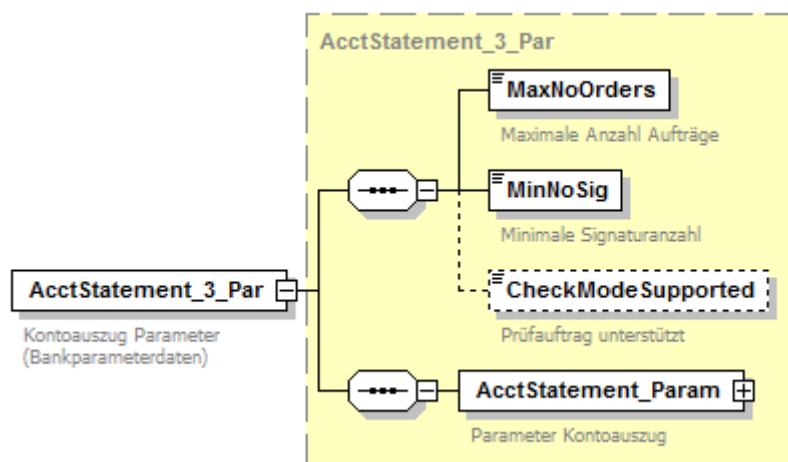 AcctStatement_3_Par
MaxNoOrders
Maximale Anzahl Aufträge
MinNoSig
Minimale Signaturanzahl
AcctStatement_3_Par
Kontoauszug Parameter
(Bankparameterdaten)
CheckModeSupported
Prüfauftrag unterstützt
AcctStatement_Param
Parameter Kontoauszug